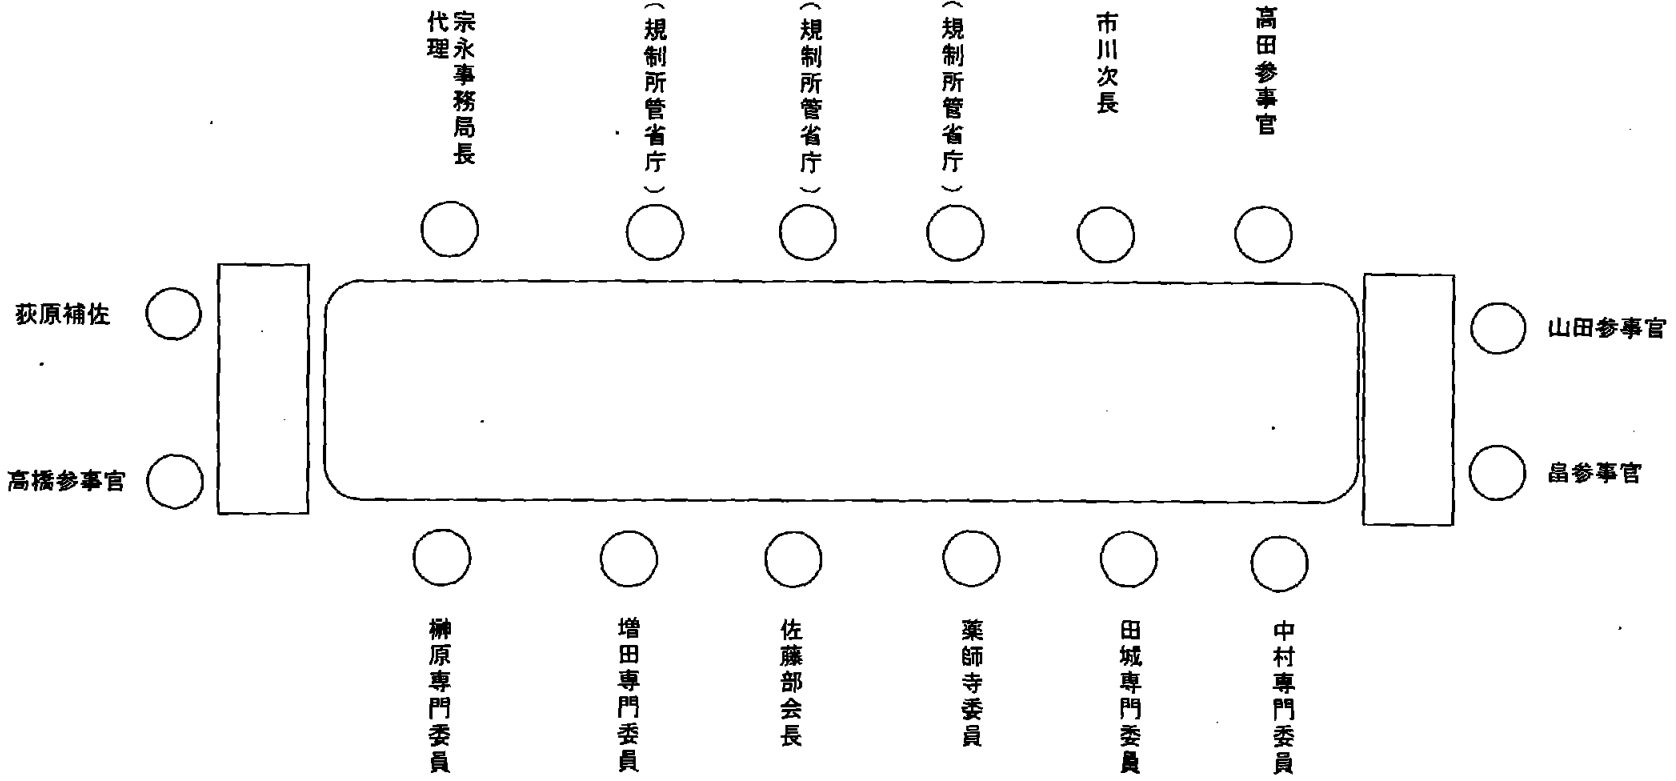 宗永事務局長
代理
（規制所管省庁）
（規制所管省庁）
（規制所管省庁）
市川次長
高田参事官
荻原補佐
山田参事官
高橋参事官
畠参事官
榊原専門委員
増田専門委員
佐藤部会長
薬師寺委員
田城専門委員
中村専門委員